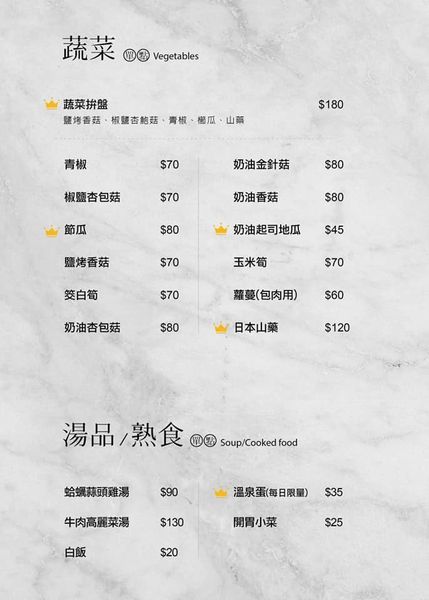 蔬菜 單點 Vegetables
蔬菜拚盤 $180
鹽烤香菇、椒鹽杏鮑菇、青椒、櫛瓜、山藥
青椒 $70
椒鹽杏包菇 $70
節瓜 $80
鹽烤香菇 $70
筊白筍 $70
奶油杏包菇 $80
奶油金針菇 $80
奶油香菇 $80
奶油起司地瓜 $45
玉米筍 $70
蘿蔓(包肉用) $60
日本山藥 $120
湯品/熟食 單點 Soup/Cooked food
蛤蠣蒜頭雞湯 $90
牛肉高麗菜湯 $130
白飯 $20
溫泉蛋(每日限量) $35
開胃小菜 $25